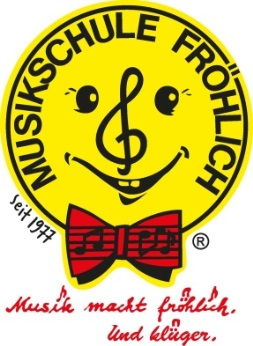 MUSIKSCHULE FRÖHLICH
seit 1977
®
Musik macht fröhlich.
Und klüger.